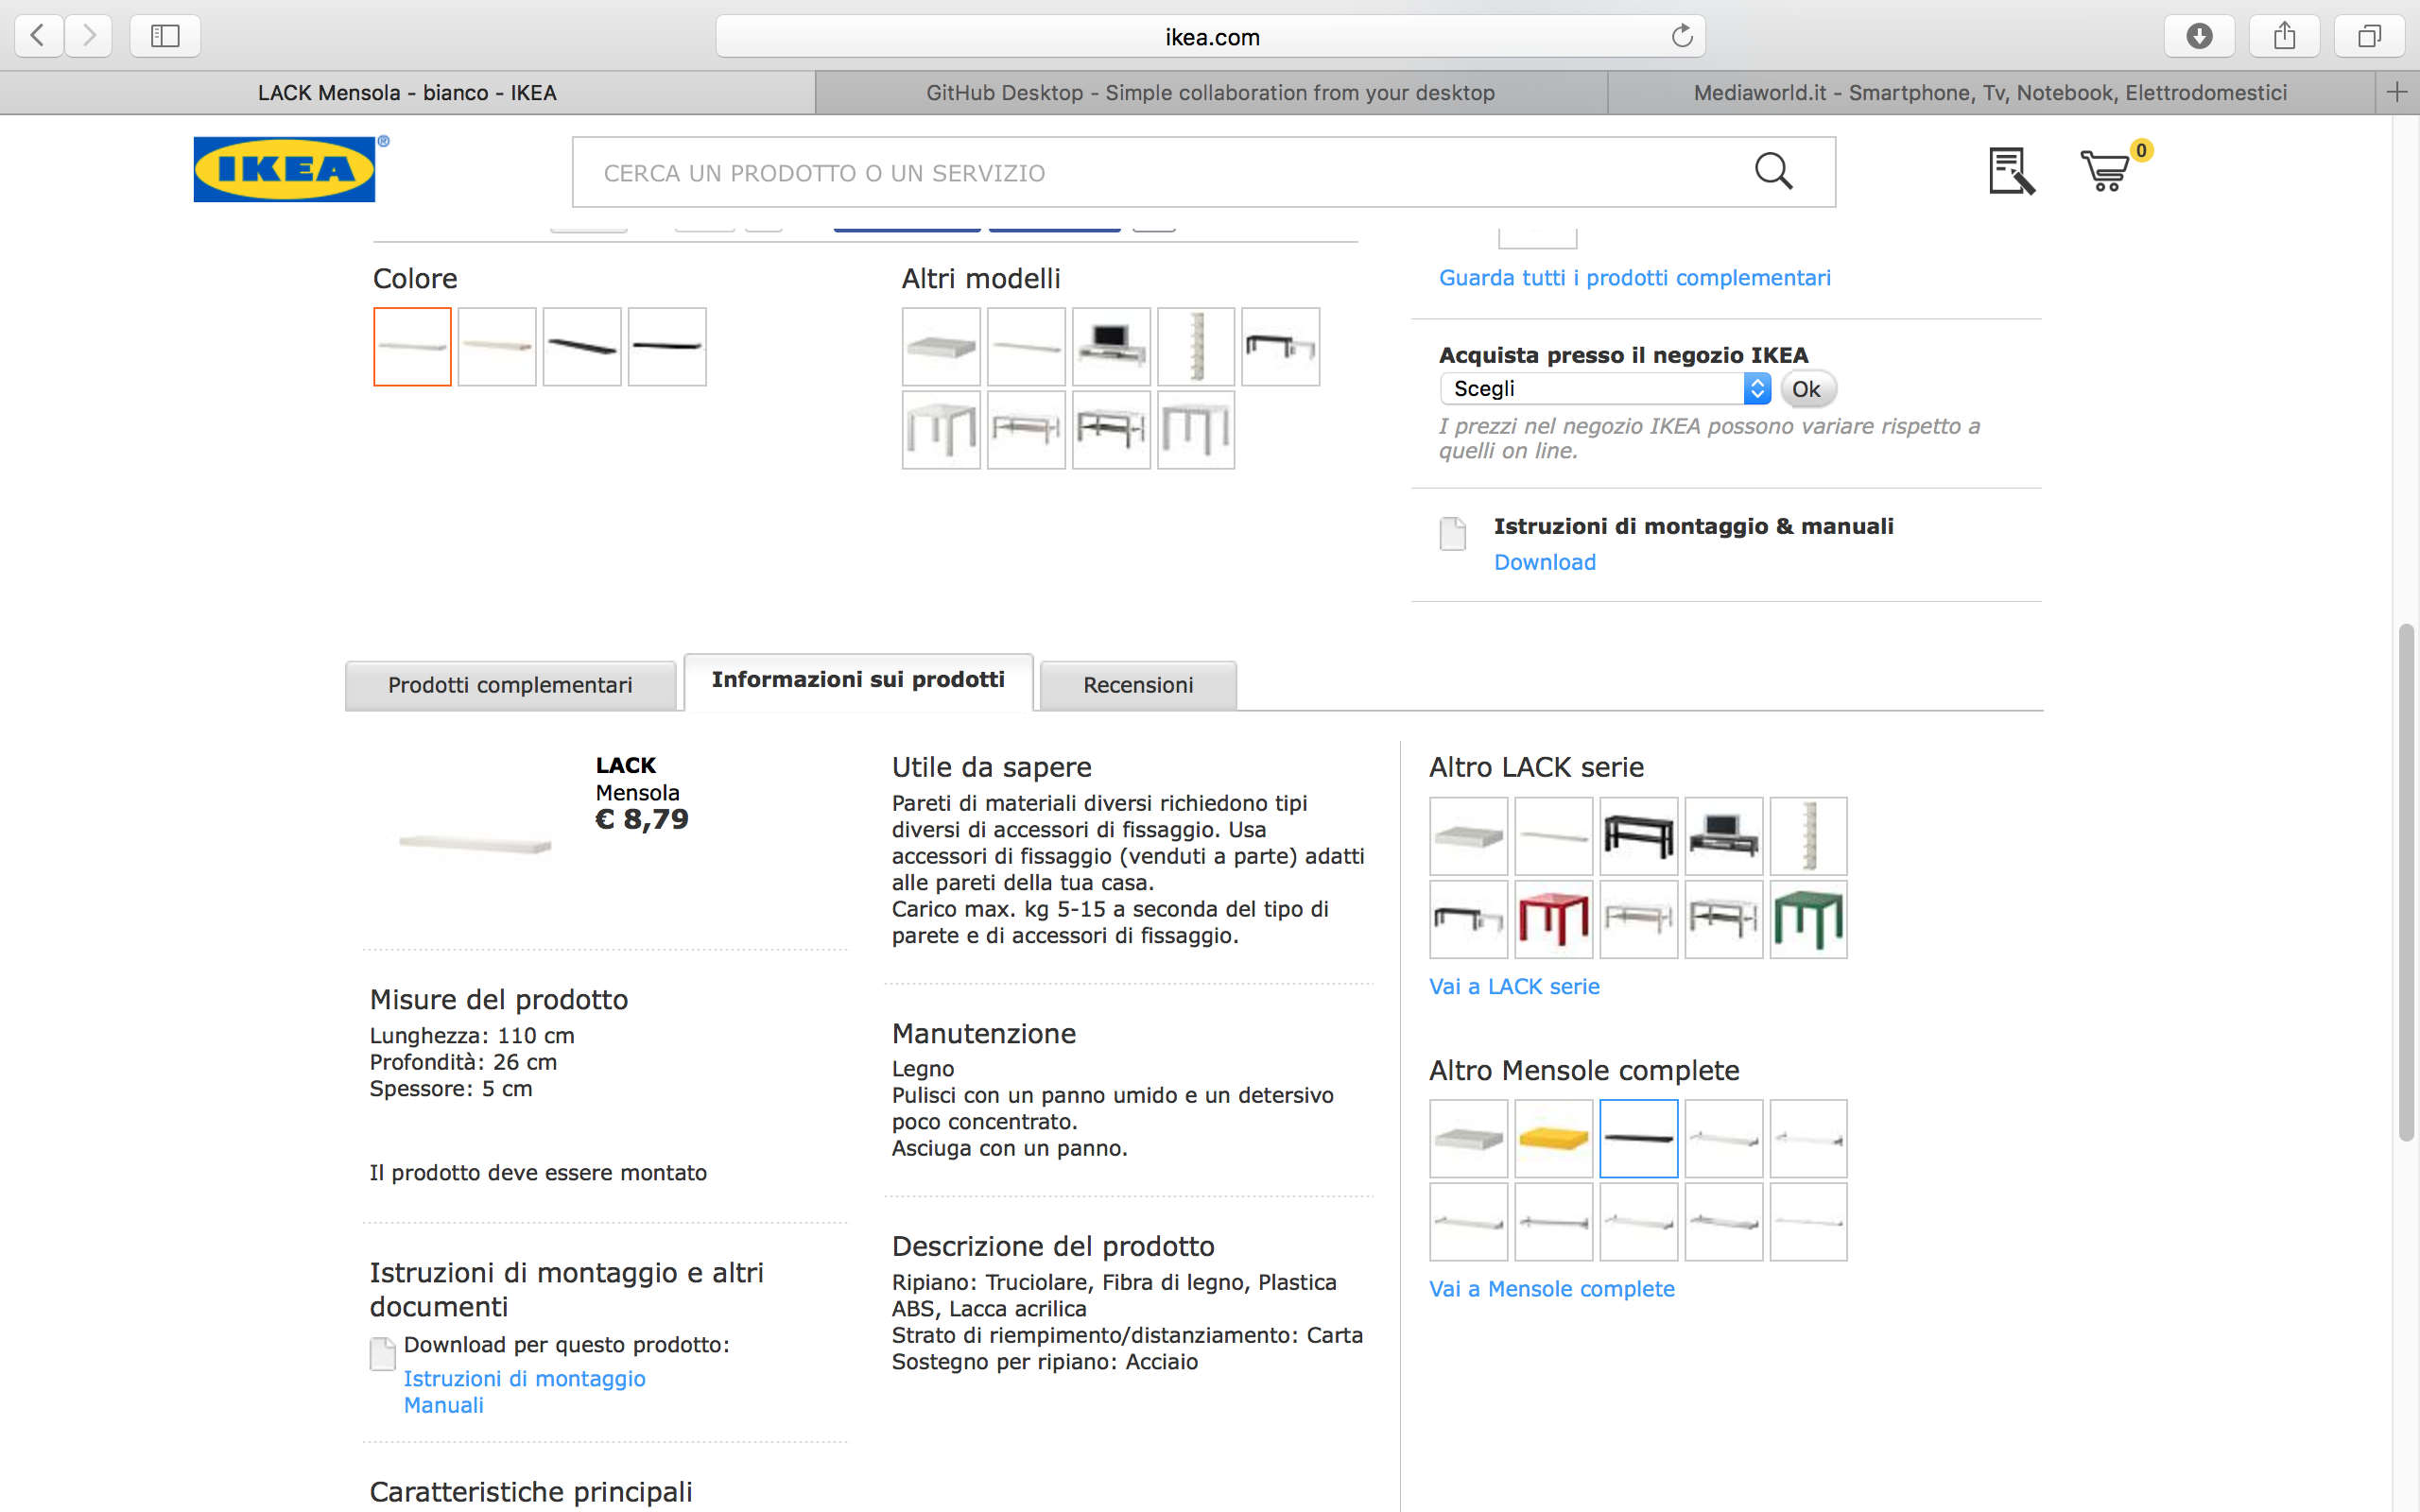 ikea.com
LACK Mensola - bianco - IKEA
GitHub Desktop - Simple collaboration from your desktop
Mediaworld.it - Smartphone, Tv, Notebook, Elettrodomestici
IKEA®
CERCA UN PRODOTTO O UN SERVIZIO
0
Colore
Altri modelli
Guarda tutti i prodotti complementari
Acquista presso il negozio IKEA
Scegli
Ok
I prezzi nel negozio IKEA possono variare rispetto a
quelli on line.
Istruzioni di montaggio & manuali
Download
Prodotti complementari
Informazioni sui prodotti
Recensioni
LACK
Mensola
€ 8,79
Misure del prodotto
Lunghezza: 110 cm
Profondità: 26 cm
Spessore: 5 cm
Il prodotto deve essere montato
Istruzioni di montaggio e altri
documenti
Download per questo prodotto:
Istruzioni di montaggio
Manuali
Caratteristiche principali
Utile da sapere
Pareti di materiali diversi richiedono tipi
diversi di accessori di fissaggio. Usa
accessori di fissaggio (venduti a parte) adatti
alle pareti della tua casa.
Carico max. kg 5-15 a seconda del tipo di
parete e di accessori di fissaggio.
Manutenzione
Legno
Pulisci con un panno umido e un detersivo
poco concentrato.
Asciuga con un panno.
Descrizione del prodotto
Ripiano: Truciolare, Fibra di legno, Plastica
ABS, Lacca acrilica
Strato di riempimento/distanziamento: Carta
Sostegno per ripiano: Acciaio
Altro LACK serie
Vai a LACK serie
Altro Mensole complete
Vai a Mensole complete